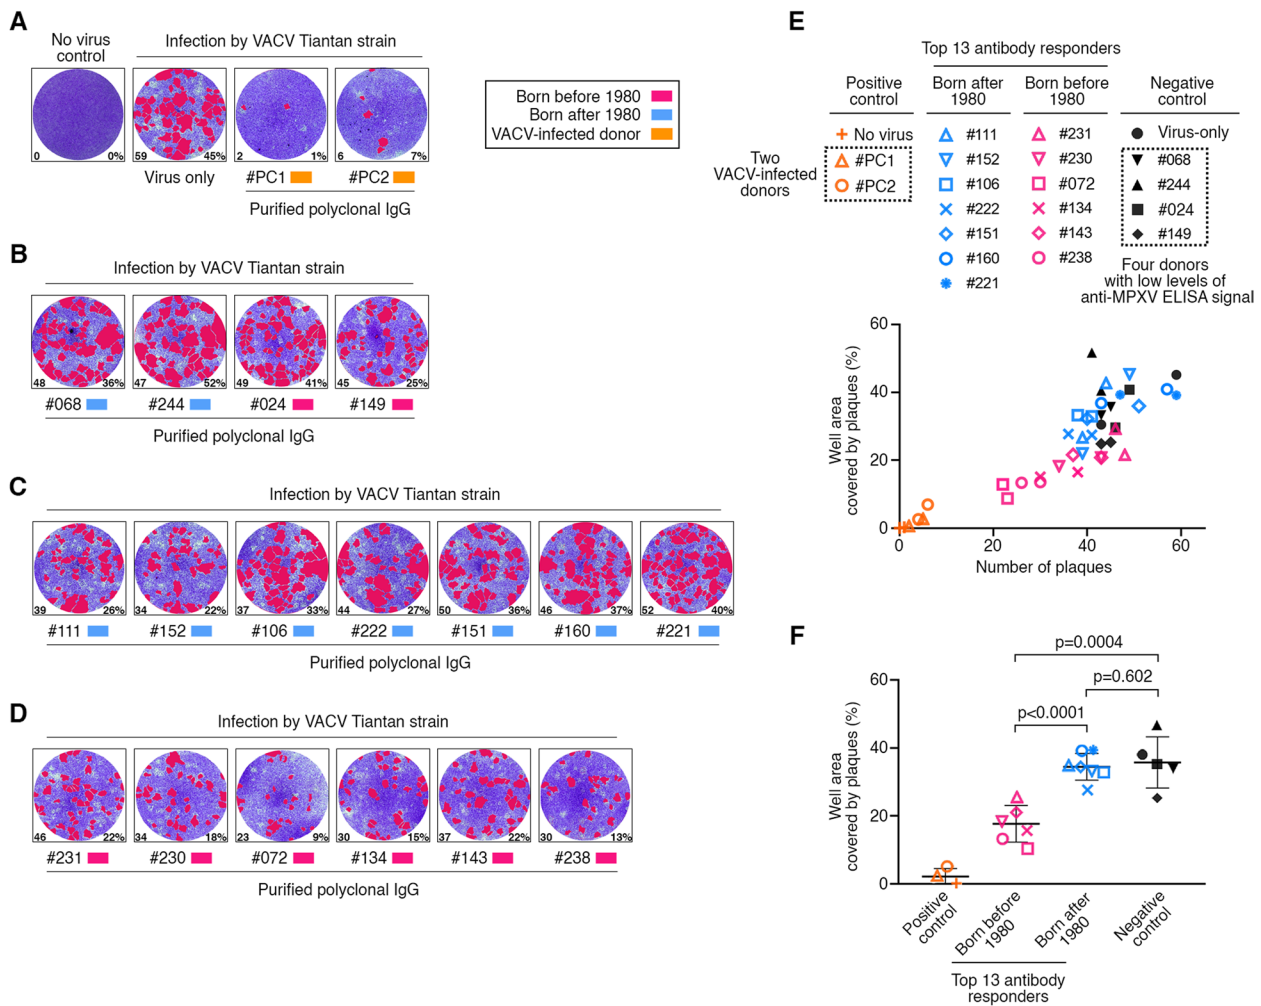 A
No virus
control
Infection by VACV Tiantan strain
0 0%
59 45%
2 1%
6 7%
Virus only
#PC1
#PC2
Purified polyclonal IgG
Born before 1980
Born after 1980
VACV-infected donor
B
Infection by VACV Tiantan strain
48 36%
47 52%
49 41%
45 25%
#068
#244
#024
#149
Purified polyclonal IgG
C
Infection by VACV Tiantan strain
39 26%
34 22%
37 33%
44 27%
50 36%
46 37%
52 40%
#111
#152
#106
#222
#151
#160
#221
Purified polyclonal IgG
D
Infection by VACV Tiantan strain
46 22%
34 18%
23 9%
30 15%
37 22%
30 13%
#231
#230
#072
#134
#143
#238
Purified polyclonal IgG
E
Top 13 antibody responders
Positive
control
Born after
1980
Born before
1980
Negative
control
No virus
#PC1
#PC2
Two
VACV-infected
donors
#111
#152
#106
#222
#151
#160
#221
#231
#230
#072
#134
#143
#238
Virus-only
#068
#244
#024
#149
Four donors
with low levels of
anti-MPXV ELISA signal
Well area
covered by plaques (%)
60
40
20
0
0 20 40 60
Number of plaques
F
p=0.0004
p=0.602
p<0.0001
Well area
covered by plaques (%)
60
40
20
0
Positive
control
Born before
1980
Born after
1980
Negative
control
Top 13 antibody
responders